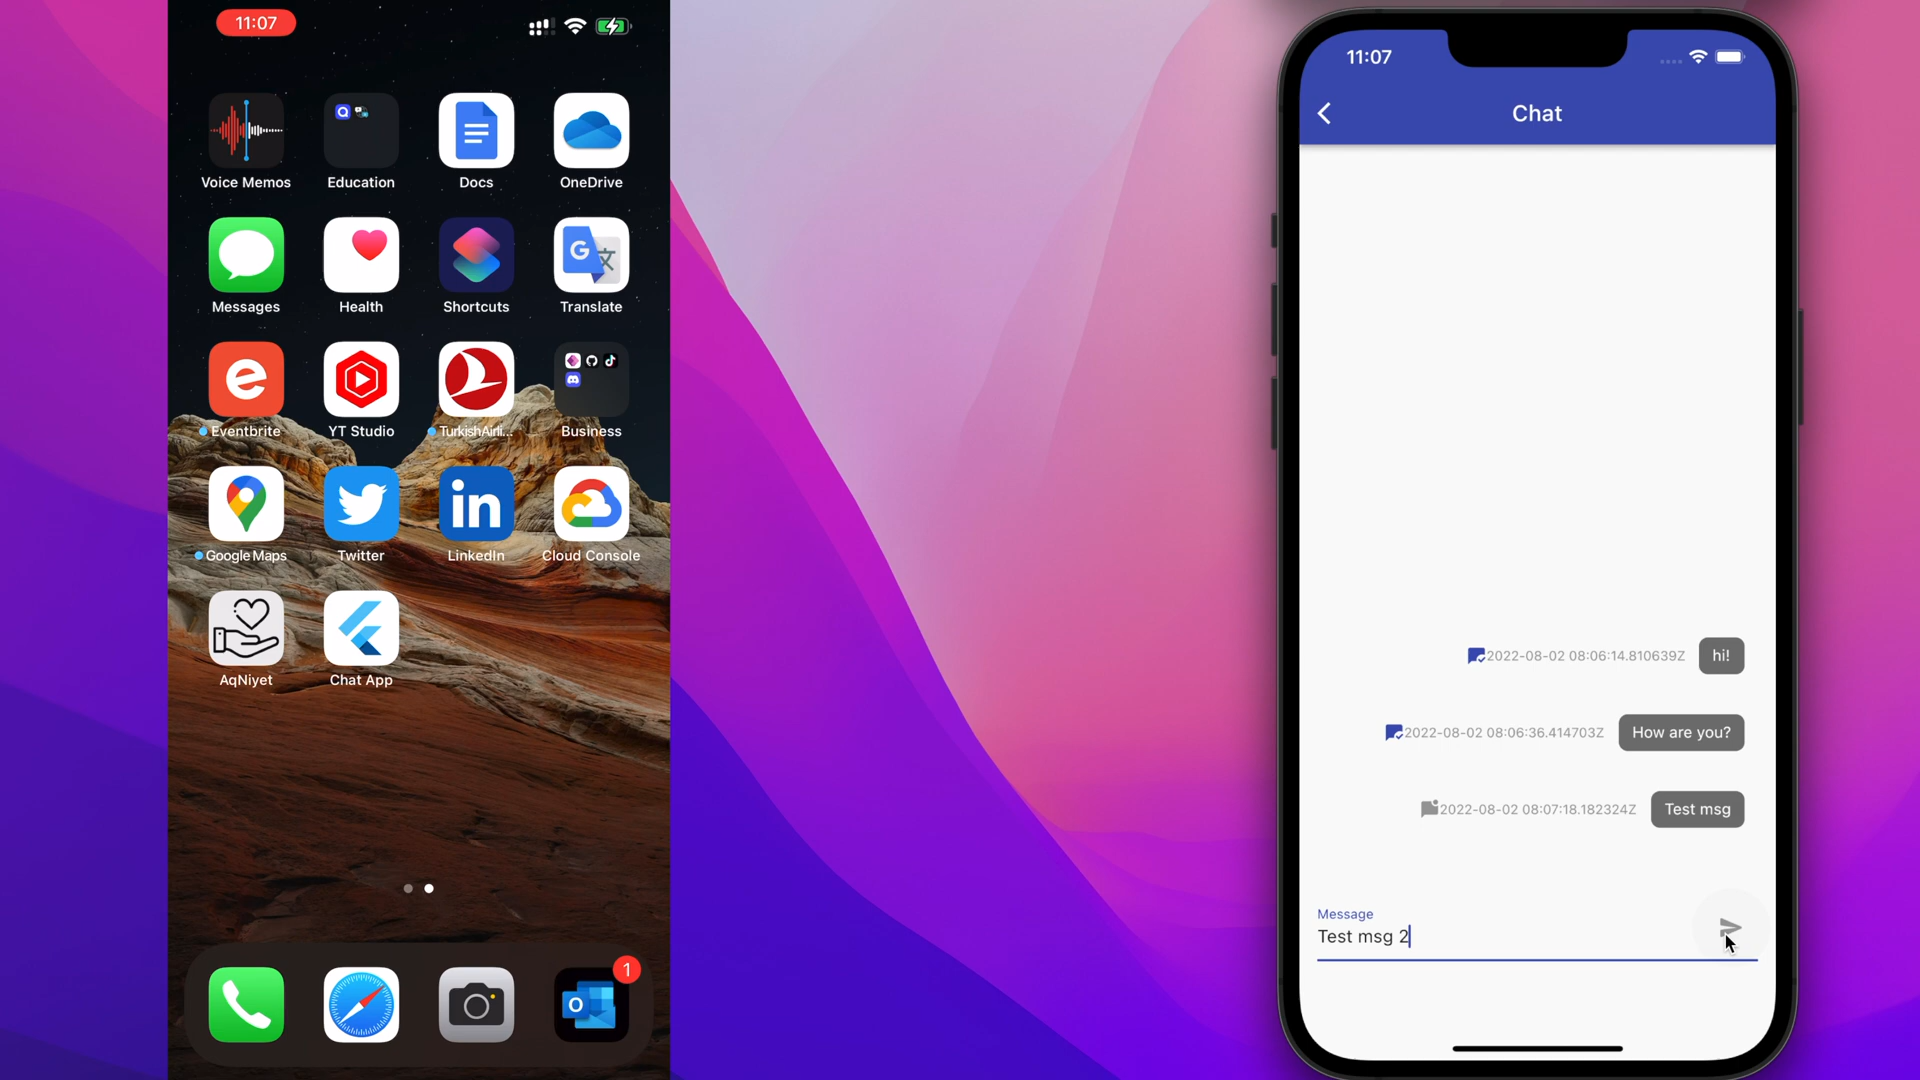 11:07
Voice Memos
Education
Docs
OneDrive
Messages
Health
Shortcuts
G
Translate
e
Eventbrite
YT Studio
TurkishAirli...
Business
in
Google Maps
Twitter
LinkedIn
Cloud Console
AqNiyet
Chat App
O
1
11:07
Chat
2022-08-02 08:06:14.810639Z hi!
2022-08-02 08:06:36.414703Z How are you?
2022-08-02 08:07:18.182324Z Test msg
Message
Test msg 2